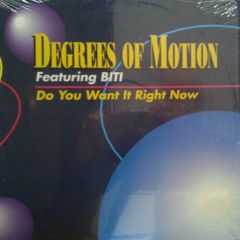 DEGREES OF MOTION
Featuring BITI
Do You Want It Right Now